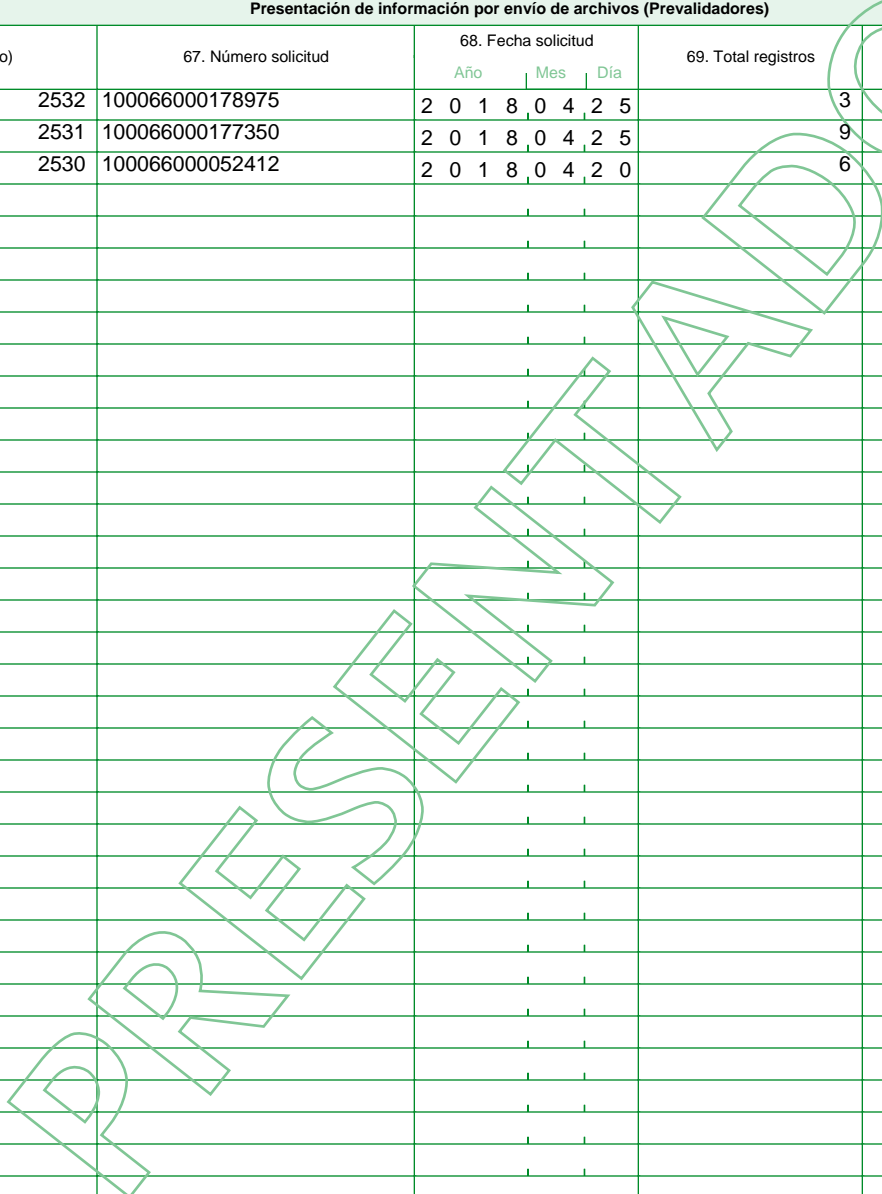 Presentación de información por envío de archivos (Prevalidadores)
o) 67. Número solicitud 68. Fecha solicitud 69. Total registros
Año Mes Día
2532 100066000178975 2 0 1 8 0 4 2 5 3
2531 100066000177350 2 0 1 8 0 4 2 5 9
2530 100066000052412 2 0 1 8 0 4 2 0 6
PRESENTADO